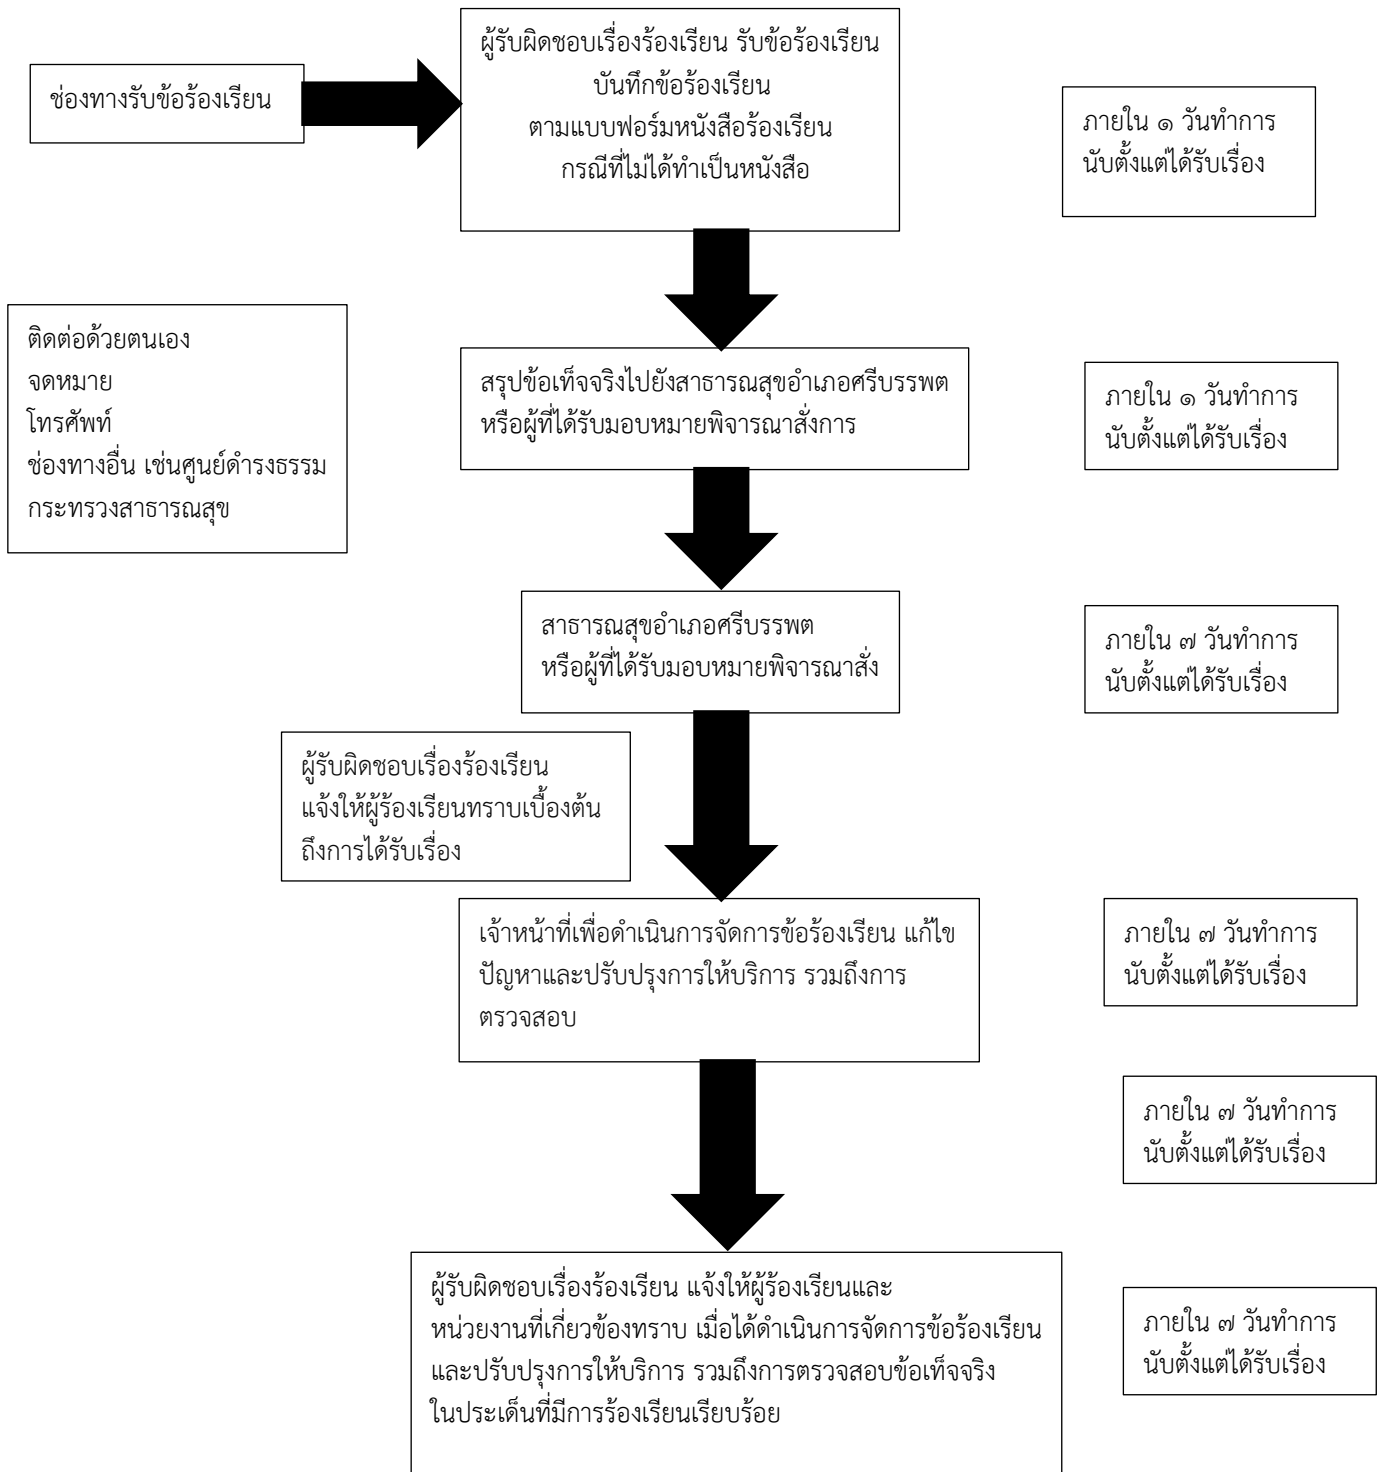 ช่องทางรับข้อร้องเรียน
ผู้รับผิดชอบเรื่องร้องเรียน รับข้อร้องเรียน
บันทึกข้อร้องเรียน
ตามแบบฟอร์มหนังสือร้องเรียน
กรณีที่ไม่ได้ทำเป็นหนังสือ
ภายใน ๑ วันทำการ
นับตั้งแต่ได้รับเรื่อง
ติดต่อด้วยตนเอง
จดหมาย
โทรศัพท์
ช่องทางอื่น เช่นศูนย์ดำรงธรรม
กระทรวงสาธารณสุข
สรุปข้อเท็จจริงไปยังสาธารณสุขอำเภอศรีบรรพต
หรือผู้ที่ได้รับมอบหมายพิจารณาสั่งการ
ภายใน ๑ วันทำการ
นับตั้งแต่ได้รับเรื่อง
สาธารณสุขอำเภอศรีบรรพต
หรือผู้ที่ได้รับมอบหมายพิจารณาสั่ง
ภายใน ๗ วันทำการ
นับตั้งแต่ได้รับเรื่อง
ผู้รับผิดชอบเรื่องร้องเรียน
แจ้งให้ผู้ร้องเรียนทราบเบื้องต้น
ถึงการได้รับเรื่อง
เจ้าหน้าที่เพื่อดำเนินการจัดการข้อร้องเรียน แก้ไข
ปัญหาและปรับปรุงการให้บริการ รวมถึงการ
ตรวจสอบ
ภายใน ๗ วันทำการ
นับตั้งแต่ได้รับเรื่อง
ภายใน ๗ วันทำการ
นับตั้งแต่ได้รับเรื่อง
ผู้รับผิดชอบเรื่องร้องเรียน แจ้งให้ผู้ร้องเรียนและ
หน่วยงานที่เกี่ยวข้องทราบ เมื่อได้ดำเนินการจัดการข้อร้องเรียน
และปรับปรุงการให้บริการ รวมถึงการตรวจสอบข้อเท็จจริง
ในประเด็นที่มีการร้องเรียนเรียบร้อย
ภายใน ๗ วันทำการ
นับตั้งแต่ได้รับเรื่อง